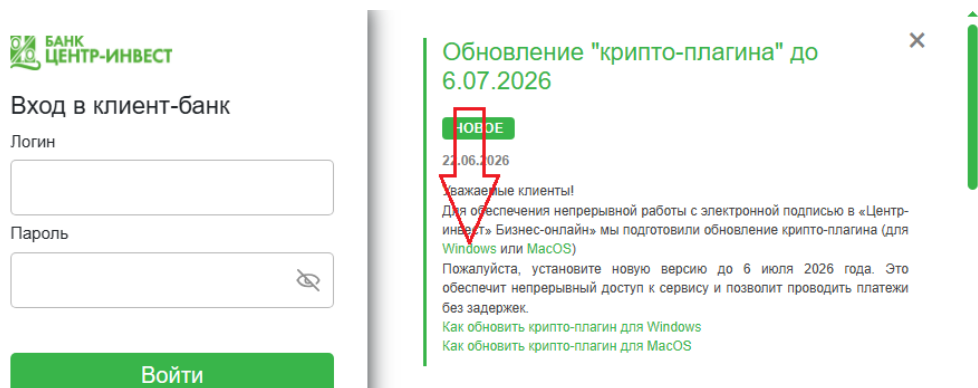 БАНК
ЦЕНТР-ИНВЕСТ
Вход в клиент-банк
Логин
Пароль
Войти
Обновление "крипто-плагина" до
6.07.2026
НОВОЕ
22.06.2026
Уважаемые клиенты!
Для обеспечения непрерывной работы с электронной подписью в «Центр-
инвест» Бизнес-онлайн» мы подготовили обновление крипто-плагина (для
Windows или MacOS)
Пожалуйста, установите новую версию до 6 июля 2026 года. Это
обеспечит непрерывный доступ к сервису и позволит проводить платежи
без задержек.
Как обновить крипто-плагин для Windows
Как обновить крипто-плагин для MacOS